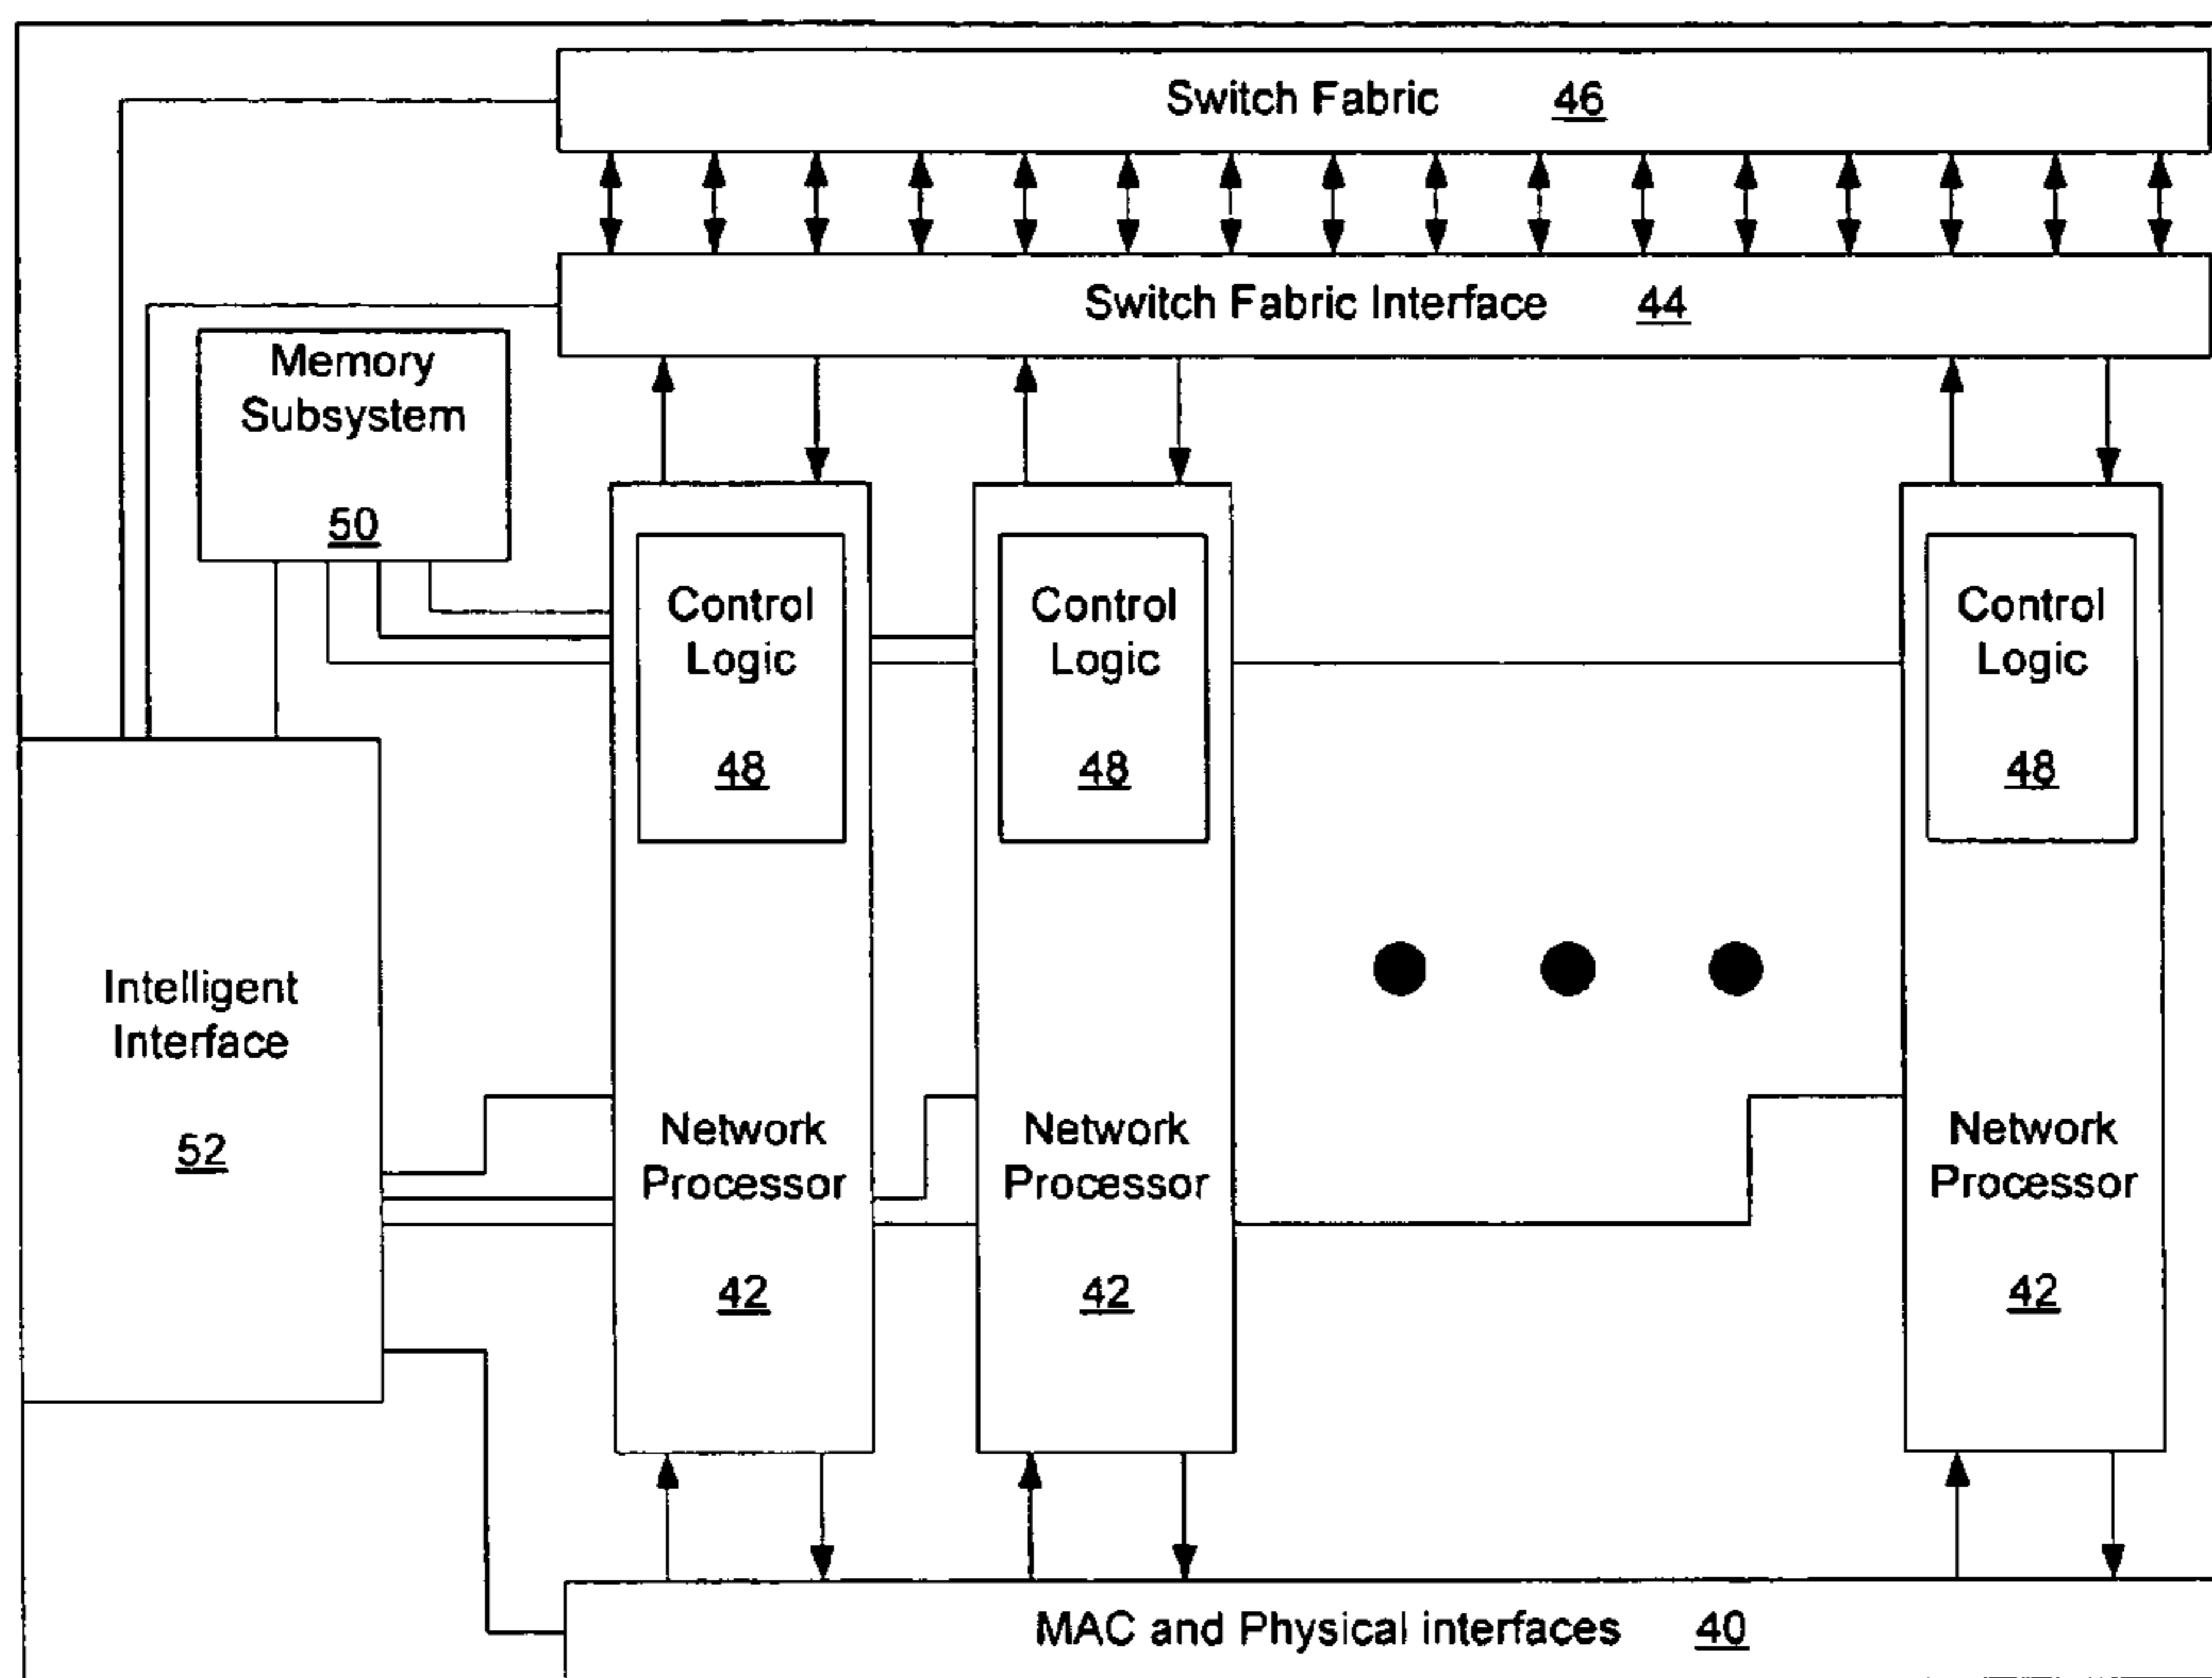 Switch Fabric 46
Switch Fabric Interface 44
Memory
Subsystem
50
Control
Logic
48
Control
Logic
48
Control
Logic
48
Intelligent
Interface
52
Network
Processor
42
Network
Processor
42
Network
Processor
42
MAC and Physical interfaces 40